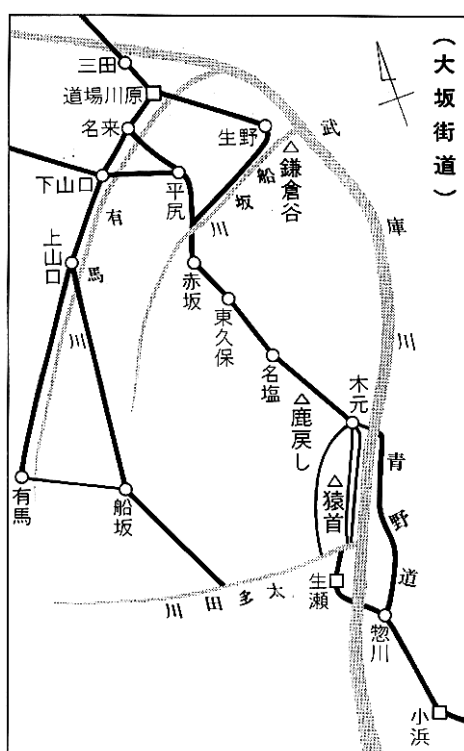 （大坂街道）
三田
道場川原
名来
生野
武庫川
△鎌倉谷
船坂川
下山口
平尻
有馬川
上山口
赤坂
東久保
名塩
△鹿戻し
木元
青野道
△猿首
有馬
船坂
川田多太
生瀬
惣川
小浜